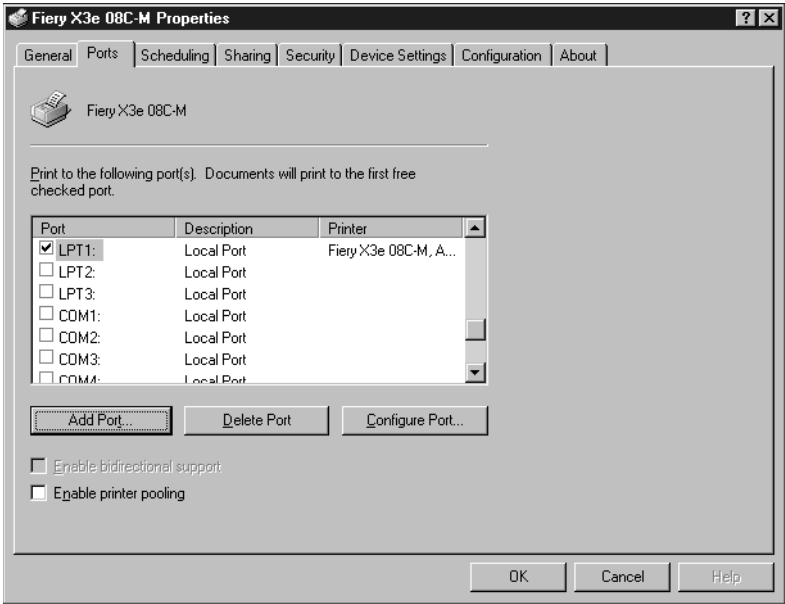 Fiery X3e 08C-M Properties
General Ports Scheduling Sharing Security Device Settings Configuration About
Fiery X3e 08C-M
Print to the following port(s). Documents will print to the first free
checked port.
Port Description Printer
LPT1: Local Port Fiery X3e 08C-M, A...
LPT2: Local Port
LPT3: Local Port
COM1: Local Port
COM2: Local Port
COM3: Local Port
COM4: Local Port
Add Port... Delete Port Configure Port...
Enable bidirectional support
Enable printer pooling
OK Cancel Help